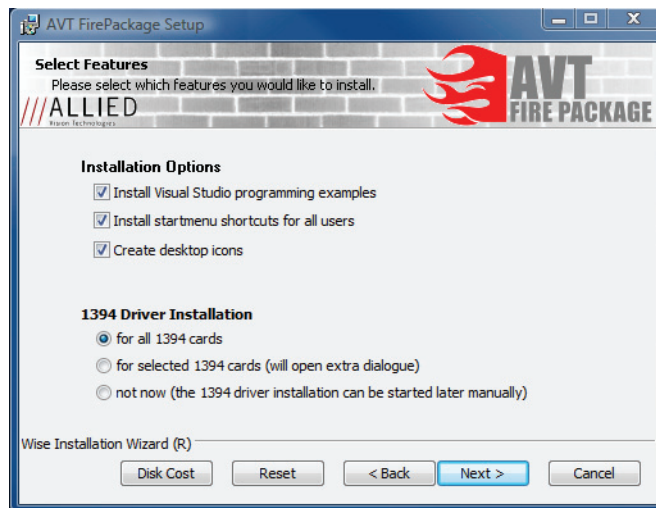 AVT FirePackage Setup
Select Features
Please select which features you would like to install.
///ALLIED
Vision Technologies
AVT
FIRE PACKAGE
Installation Options
Install Visual Studio programming examples
Install startmenu shortcuts for all users
Create desktop icons
1394 Driver Installation
for all 1394 cards
for selected 1394 cards (will open extra dialogue)
not now (the 1394 driver installation can be started later manually)
Wise Installation Wizard (R)
Disk Cost Reset < Back Next > Cancel